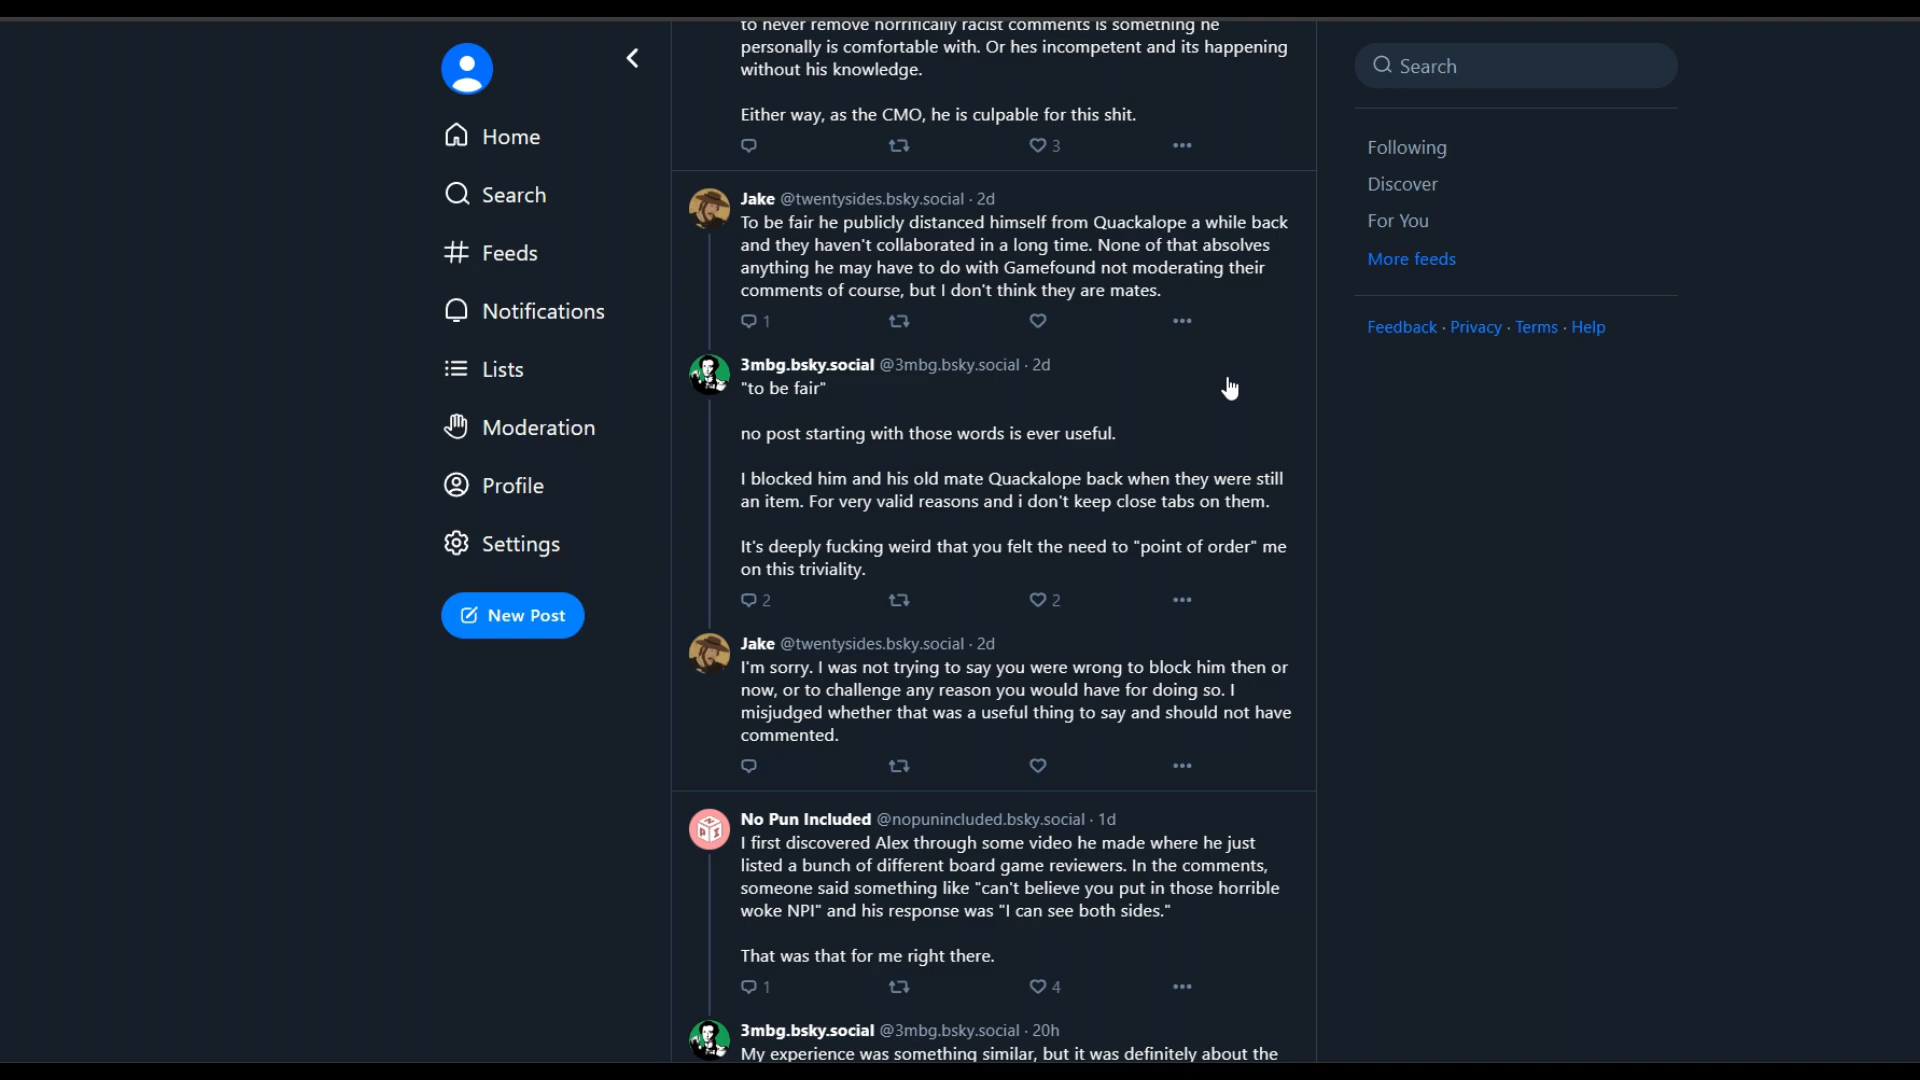 to never remove horrifically racist comments is something he
personally is comfortable with. Or hes incompetent and its happening
without his knowledge.
Either way, as the CMO, he is culpable for this shit.
3
Home
Search
Feeds
Notifications
Lists
Moderation
Profile
Settings
New Post
Jake @twentysides.bsky.social · 2d
To be fair he publicly distanced himself from Quackalope a while back
and they haven't collaborated in a long time. None of that absolves
anything he may have to do with Gamefound not moderating their
comments of course, but I don't think they are mates.
1
3mbg.bsky.social @3mbg.bsky.social · 2d
"to be fair"
no post starting with those words is ever useful.
I blocked him and his old mate Quackalope back when they were still
an item. For very valid reasons and i don't keep close tabs on them.
It's deeply fucking weird that you felt the need to "point of order" me
on this triviality.
2 2
Jake @twentysides.bsky.social · 2d
I'm sorry. I was not trying to say you were wrong to block him then or
now, or to challenge any reason you would have for doing so. I
misjudged whether that was a useful thing to say and should not have
commented.
No Pun Included @nopunincluded.bsky.social · 1d
I first discovered Alex through some video he made where he just
listed a bunch of different board game reviewers. In the comments,
someone said something like "can't believe you put in those horrible
woke NPI" and his response was "I can see both sides."
That was that for me right there.
1 4
3mbg.bsky.social @3mbg.bsky.social · 20h
My experience was something similar, but it was definitely about the
Search
Following
Discover
For You
More feeds
Feedback · Privacy · Terms · Help